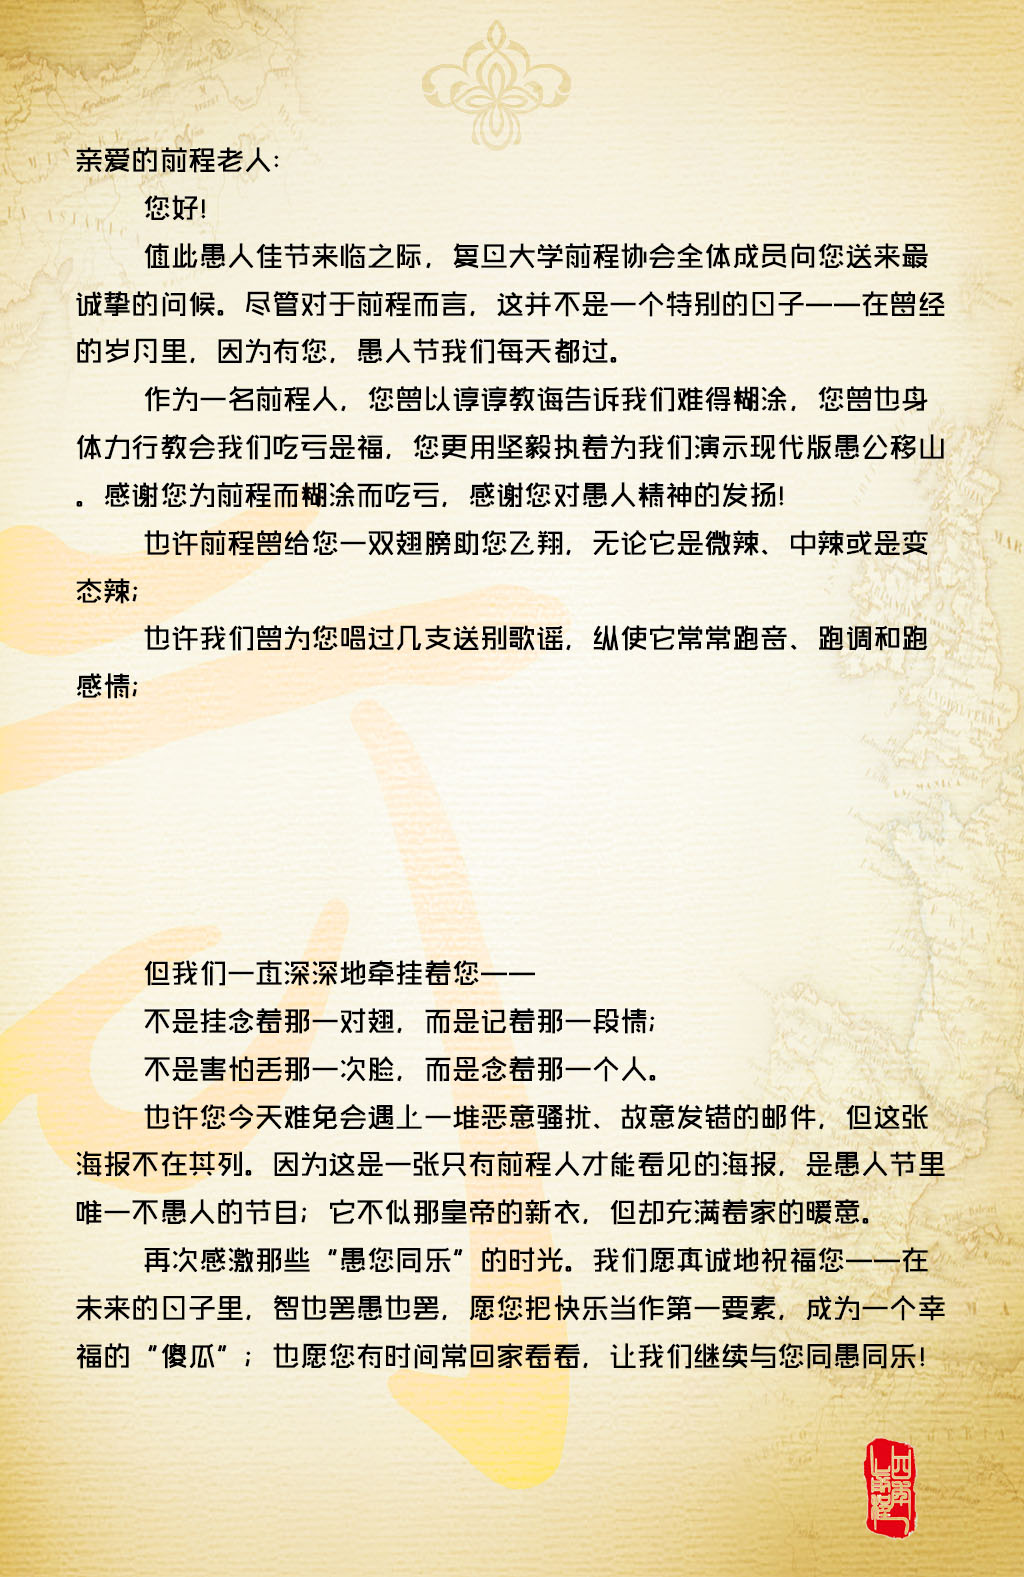 亲爱的前程老人：
您好！
值此愚人佳节来临之际，复旦大学前程协会全体成员向您送来最
诚挚的问候。尽管对于前程而言，这并不是一个特别的日子——在曾经
的岁月里，因为有您，愚人节我们每天都过。
作为一名前程人，您曾以谆谆教诲告诉我们难得糊涂，您曾也身
体力行教会我们吃亏是福，您更用坚毅执着为我们演示现代版愚公移山
。感谢您为前程而糊涂而吃亏，感谢您对愚人精神的发扬！
也许前程曾给您一双翅膀助您飞翔，无论它是微辣、中辣或是变
态辣；
也许我们曾为您唱过几支送别歌谣，纵使它常常跑音、跑调和跑
感情；
但我们一直深深地牵挂着您——
不是挂念着那一对翅，而是记着那一段情；
不是害怕丢那一次脸，而是念着那一个人。
也许您今天难免会遇上一堆恶意骚扰、故意发错的邮件，但这张
海报不在其列。因为这是一张只有前程人才能看见的海报，是愚人节里
唯一不愚人的节目；它不似那皇帝的新衣，但却充满着家的暖意。
再次感激那些“愚您同乐”的时光。我们愿真诚地祝福您——在
未来的日子里，智也罢愚也罢，愿您把快乐当作第一要素，成为一个幸
福的“傻瓜”；也愿您有时间常回家看看，让我们继续与您同愚同乐！